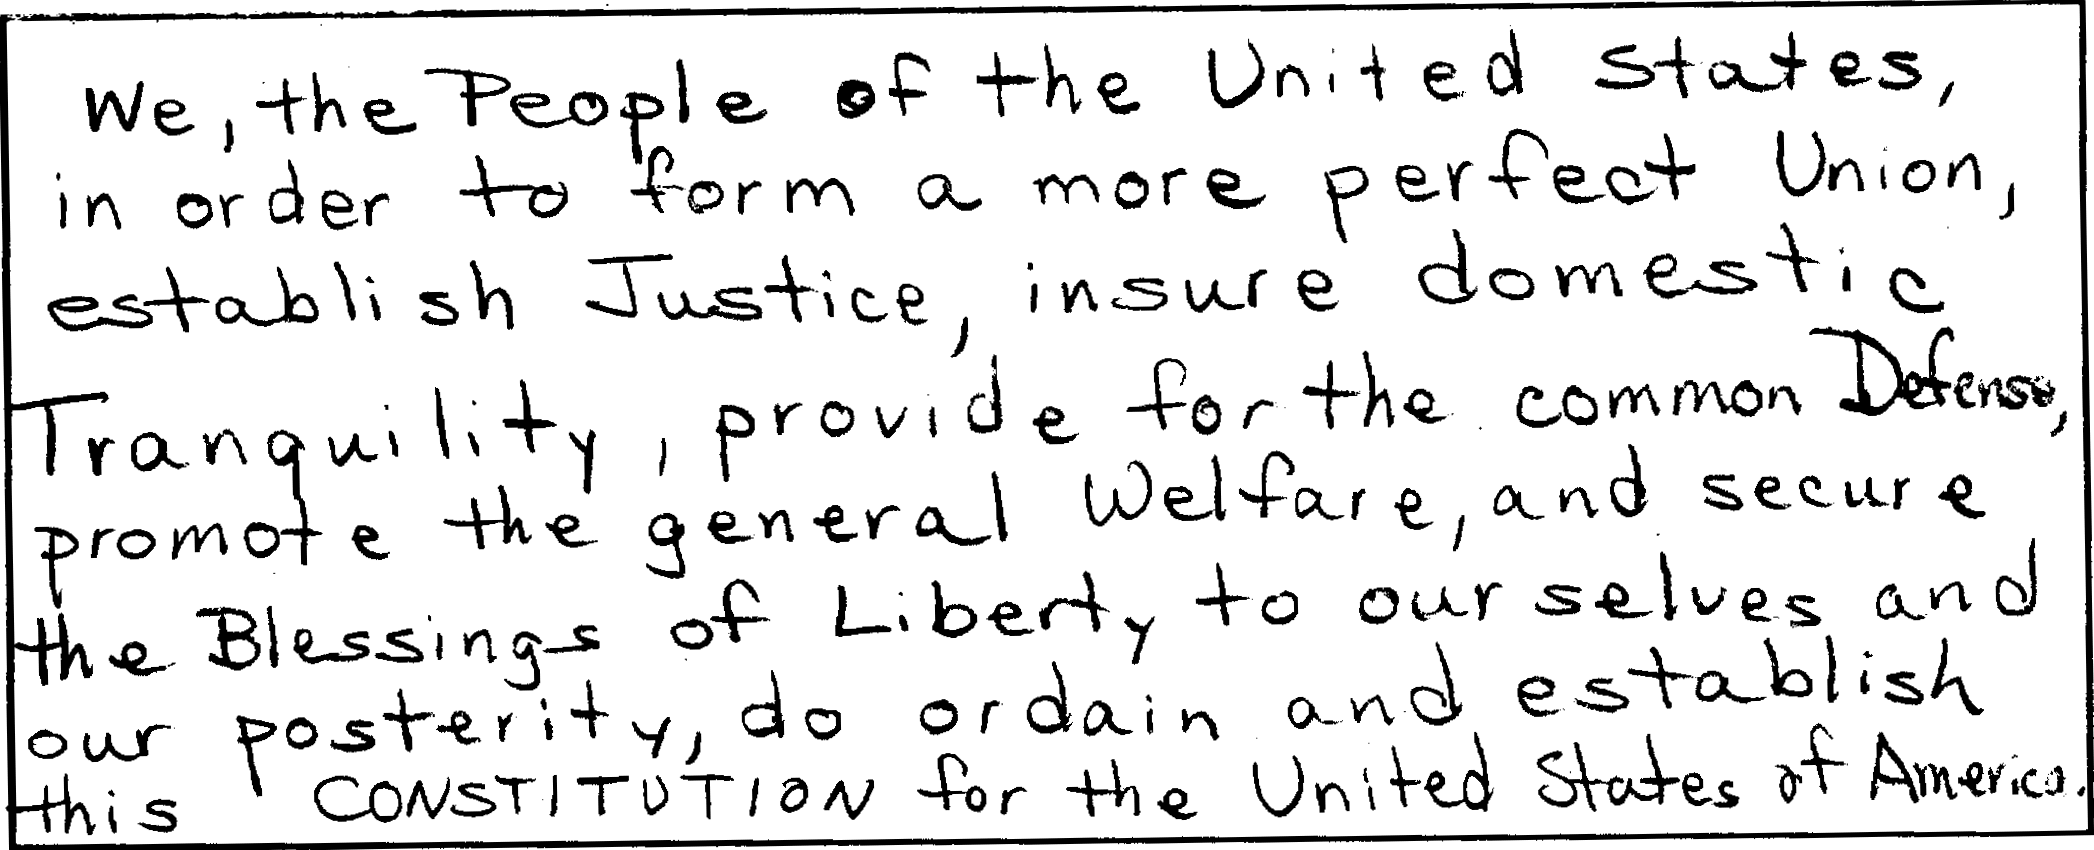 We, the People of the United States,
in order to form a more perfect Union,
establish Justice, insure domestic
Tranquility, provide for the common Defense,
promote the general Welfare, and secure
the Blessings of Liberty to ourselves and
our posterity, do ordain and establish
this CONSTITUTION for the United States of America.